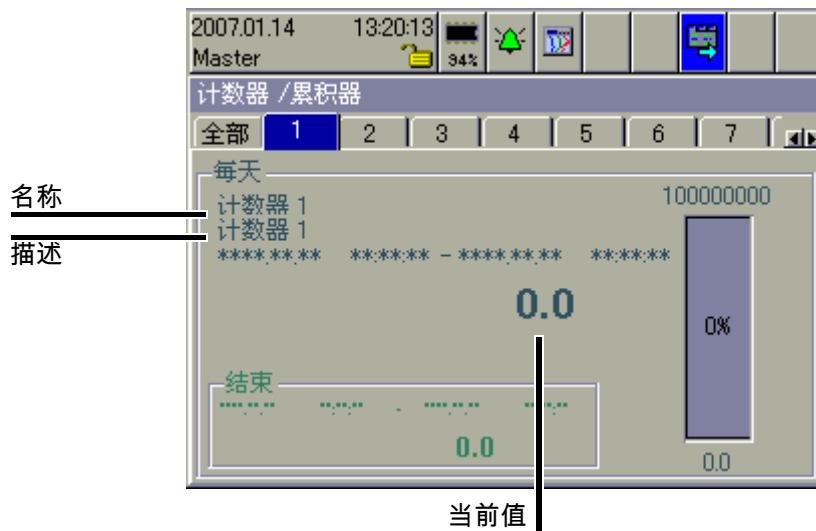 2007.01.14 13:20:13
Master
94%
计数器 /累积器
全部 1 2 3 4 5 6 7
每天
名称
计数器 1
100000000
描述
计数器 1
****.**.** **:**:** - ****.**.** **:**:**
0.0
0%
结束
****.**.** **:**:** - ****.**.** **:**:**
0.0
0.0
当前值